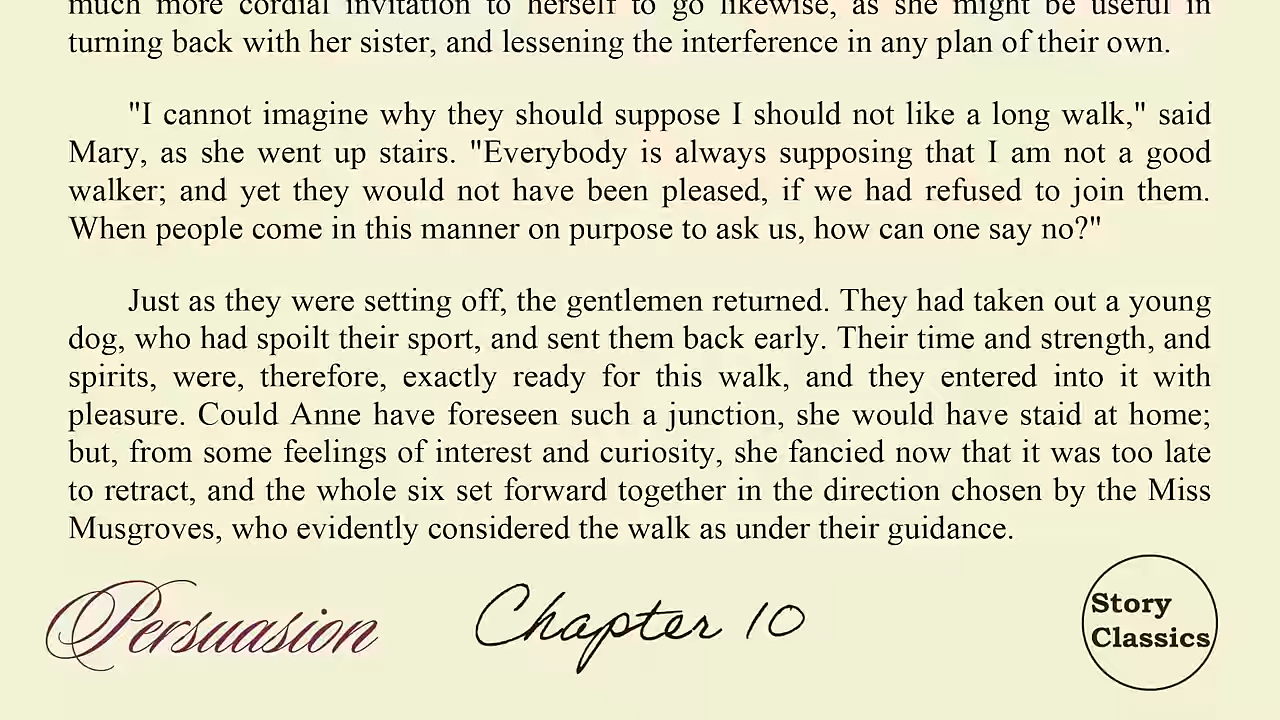 much more cordial invitation to herself to go likewise, as she might be useful in
turning back with her sister, and lessening the interference in any plan of their own.
"I cannot imagine why they should suppose I should not like a long walk," said
Mary, as she went up stairs. "Everybody is always supposing that I am not a good
walker; and yet they would not have been pleased, if we had refused to join them.
When people come in this manner on purpose to ask us, how can one say no?"
Just as they were setting off, the gentlemen returned. They had taken out a young
dog, who had spoilt their sport, and sent them back early. Their time and strength, and
spirits, were, therefore, exactly ready for this walk, and they entered into it with
pleasure. Could Anne have foreseen such a junction, she would have staid at home;
but, from some feelings of interest and curiosity, she fancied now that it was too late
to retract, and the whole six set forward together in the direction chosen by the Miss
Musgroves, who evidently considered the walk as under their guidance.
Persuasion
Chapter 10
Story
Classics